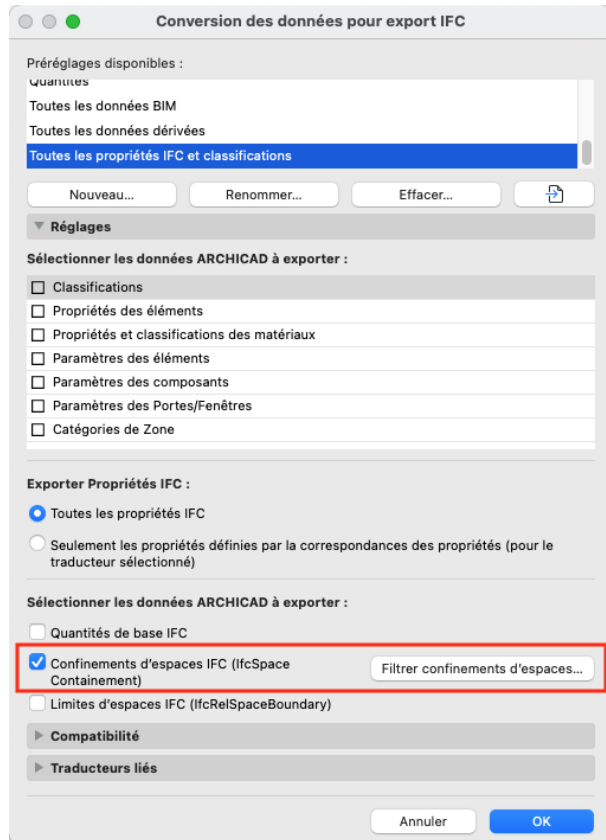 Conversion des données pour export IFC
Préréglages disponibles :
Quantités
Toutes les données BIM
Toutes les données dérivées
Toutes les propriétés IFC et classifications
Nouveau...
Renommer...
Effacer...
Réglages
Sélectionner les données ARCHICAD à exporter :
Classifications
Propriétés des éléments
Propriétés et classifications des matériaux
Paramètres des éléments
Paramètres des composants
Paramètres des Portes/Fenêtres
Catégories de Zone
Exporter Propriétés IFC :
Toutes les propriétés IFC
Seulement les propriétés définies par la correspondances des propriétés (pour le
traducteur sélectionné)
Sélectionner les données ARCHICAD à exporter :
Quantités de base IFC
Confinements d'espaces IFC (IfcSpace
Containement)
Filtrer confinements d'espaces...
Limites d'espaces IFC (IfcRelSpaceBoundary)
Compatibilité
Traducteurs liés
Annuler
OK